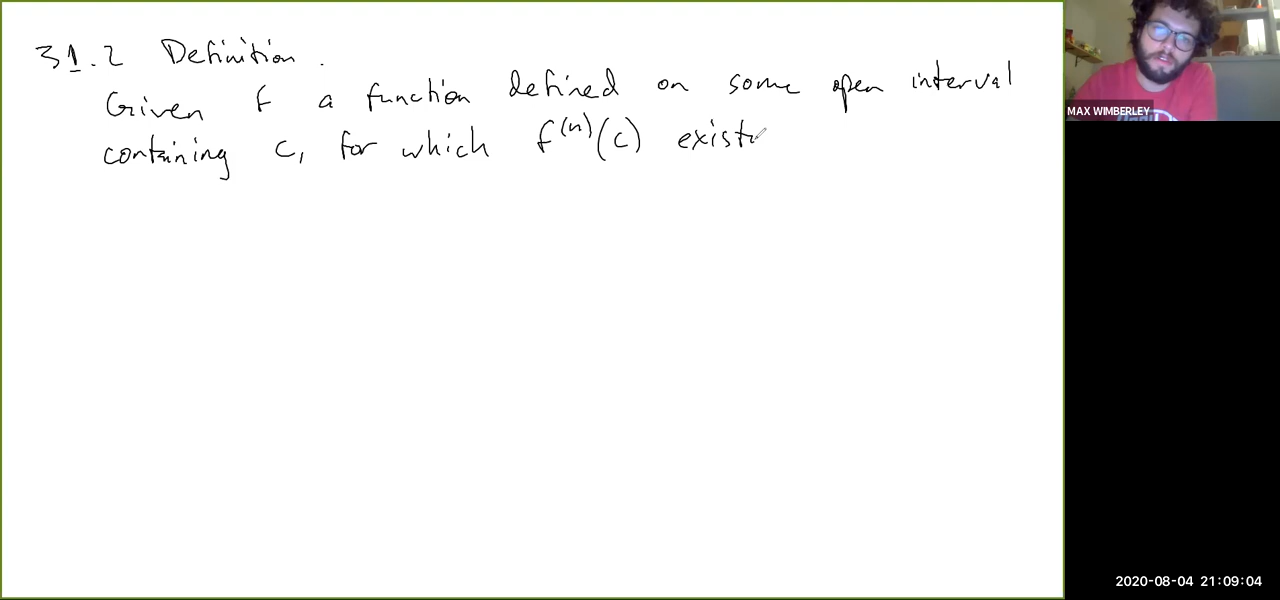 31.2 Definition.
Given f a function defined on some open interval
containing c, for which f^(n)(c) exists
MAX WIMBERLEY
2020-08-04 21:09:04